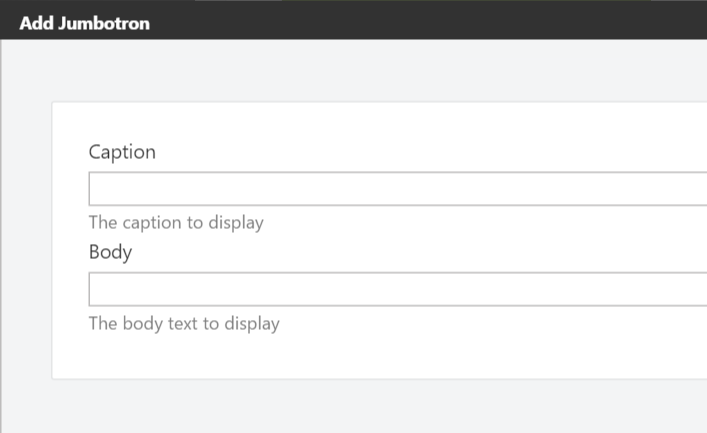 Add Jumbotron
Caption
The caption to display
Body
The body text to display